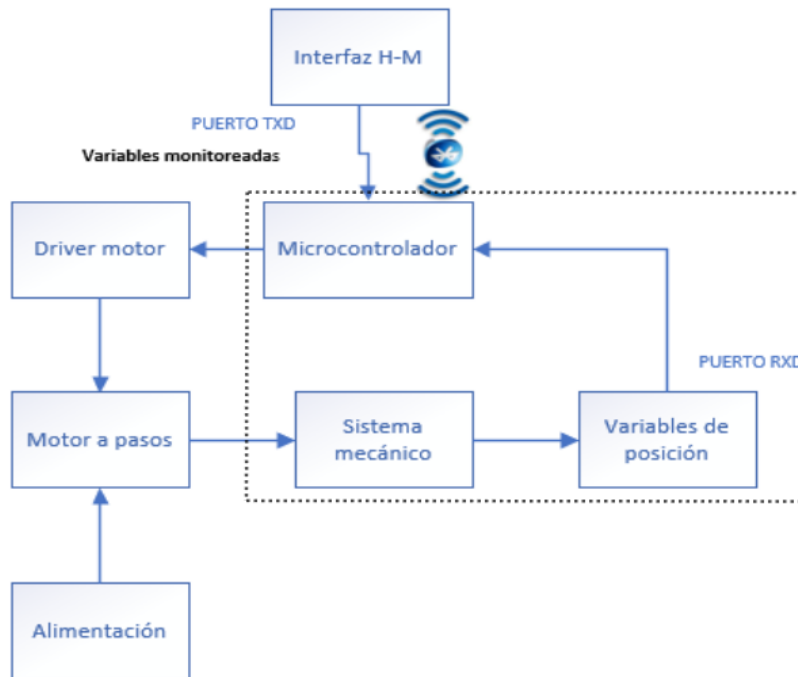 Interfaz H-M
PUERTO TXD
Variables monitoreadas
Driver motor
Microcontrolador
PUERTO RXD
Motor a pasos
Sistema
mecánico
Variables de
posición
Alimentación